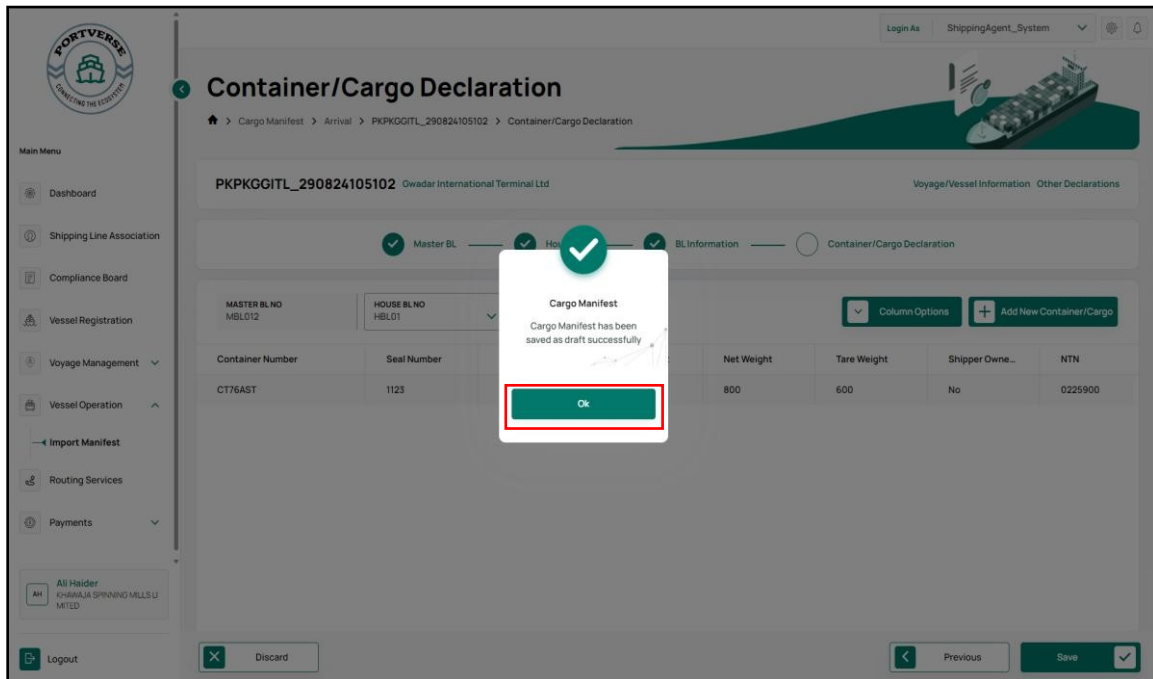 PORTVERSE
CONNECTING THE ECOSYSTEM
Login As ShippingAgent_System
Container/Cargo Declaration
> Cargo Manifest > Arrival > PKPKGGITL_290824105102 > Container/Cargo Declaration
Main Menu
Dashboard
Shipping Line Association
Compliance Board
Vessel Registration
Voyage Management
Vessel Operation
Import Manifest
Routing Services
Payments
AH
Ali Haider
KHAWAJA SPINNING MILLS LI
MITED
Logout
PKPKGGITL_290824105102 Gwadar International Terminal Ltd
Voyage/Vessel Information Other Declarations
Master BL
Hou
BL Information
Container/Cargo Declaration
MASTER BL NO
MBL012
HOUSE BL NO
HBL01
Column Options
Add New Container/Cargo
Container Number Seal Number Net Weight Tare Weight Shipper Owne... NTN
CT76AST 1123 800 600 No 0225900
Cargo Manifest
Cargo Manifest has been
saved as draft successfully
Ok
Discard
Previous
Save